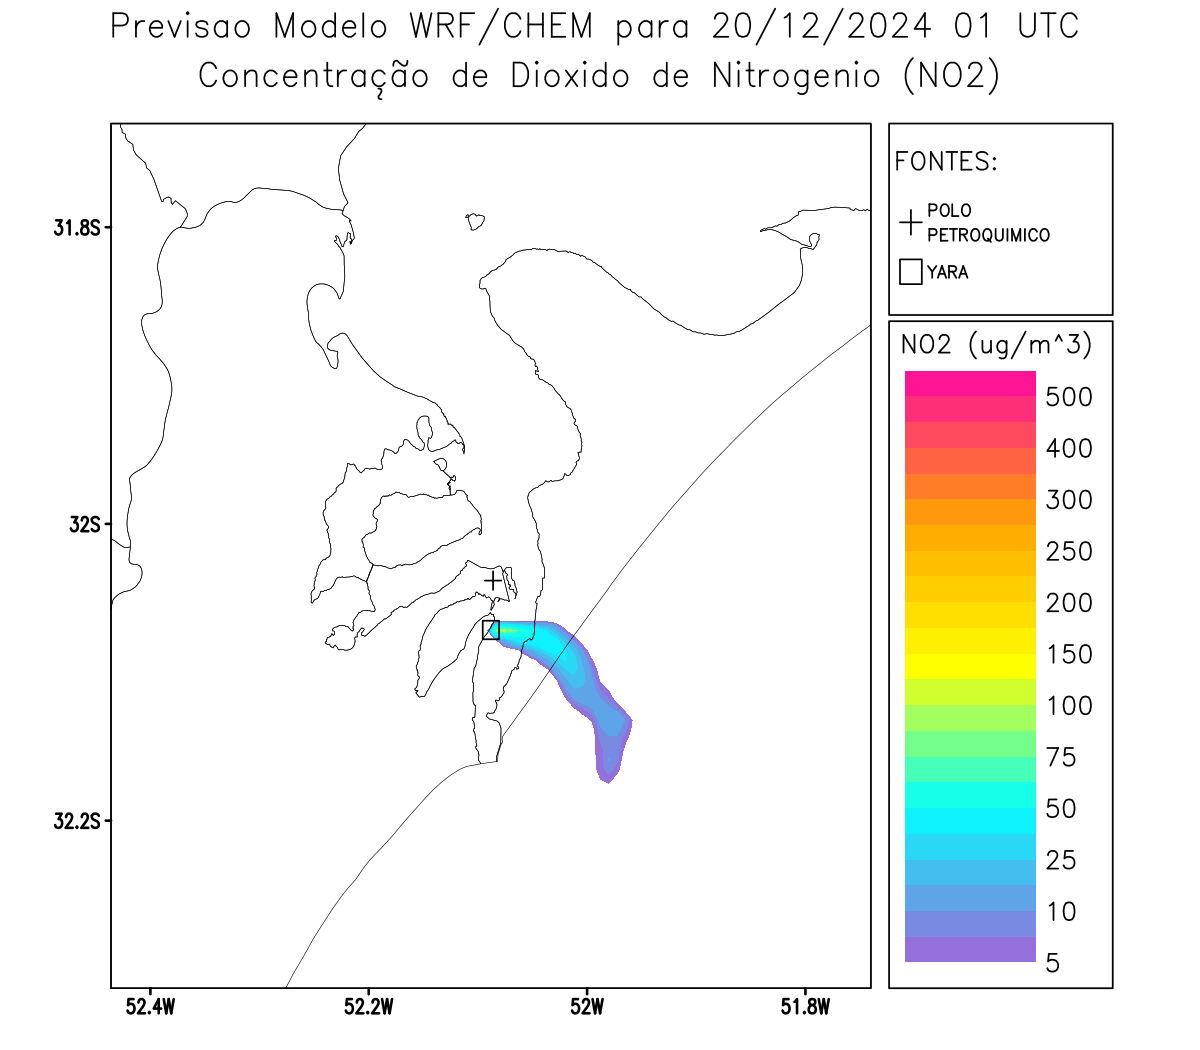 Previsao Modelo WRF/CHEM para 20/12/2024 01 UTC
Concentração de Dioxido de Nitrogenio (NO2)
FONTES:
POLO
PETROQUIMICO
YARA
NO2 (ug/m^3)
500
400
300
250
200
150
100
75
50
25
10
5
31.8S
32S
32.2S
52.4W
52.2W
52W
51.8W